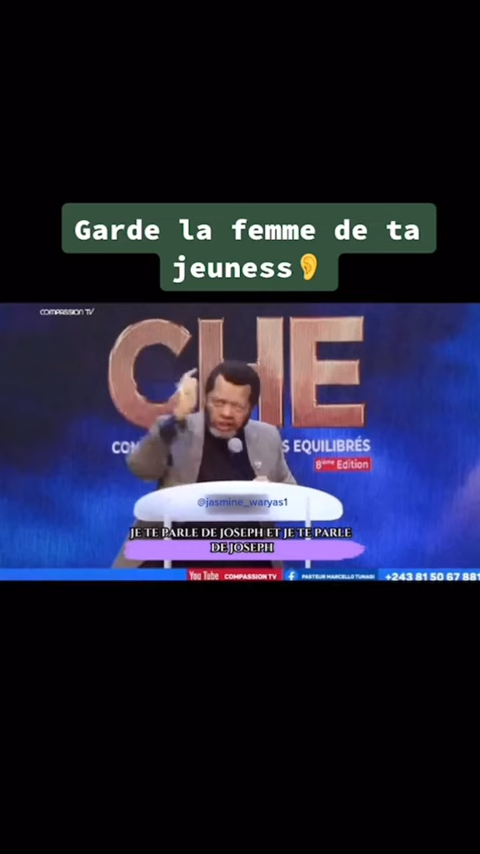 Garde la femme de ta
jeuness👂
COMPASSION TV
CHE
CON S EQUILIBRÉS
8ème Edition
@jasmine_waryas1
JE TE PARLE DE JOSEPH ET JE TE PARLE
DE JOSEPH
You Tube COMPASSION TV PASTEUR MARCELLO TUNASI +243 81 50 67 881